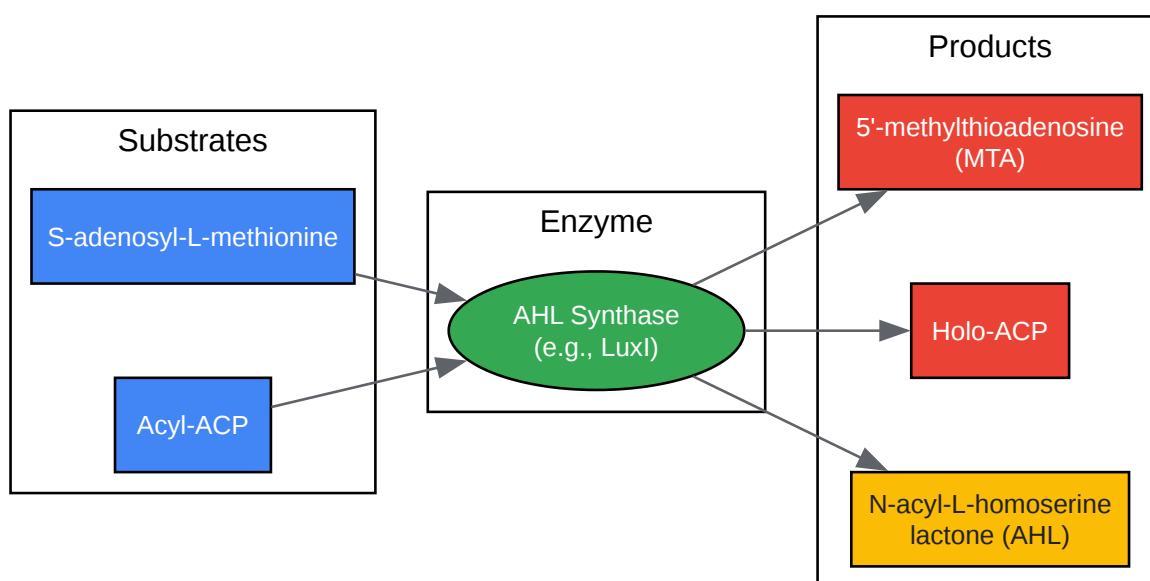 Substrates
S-adenosyl-L-methionine
Acyl-ACP
Enzyme
AHL Synthase
(e.g., LuxI)
Products
5'-methylthioadenosine
(MTA)
Holo-ACP
N-acyl-L-homoserine
lactone (AHL)